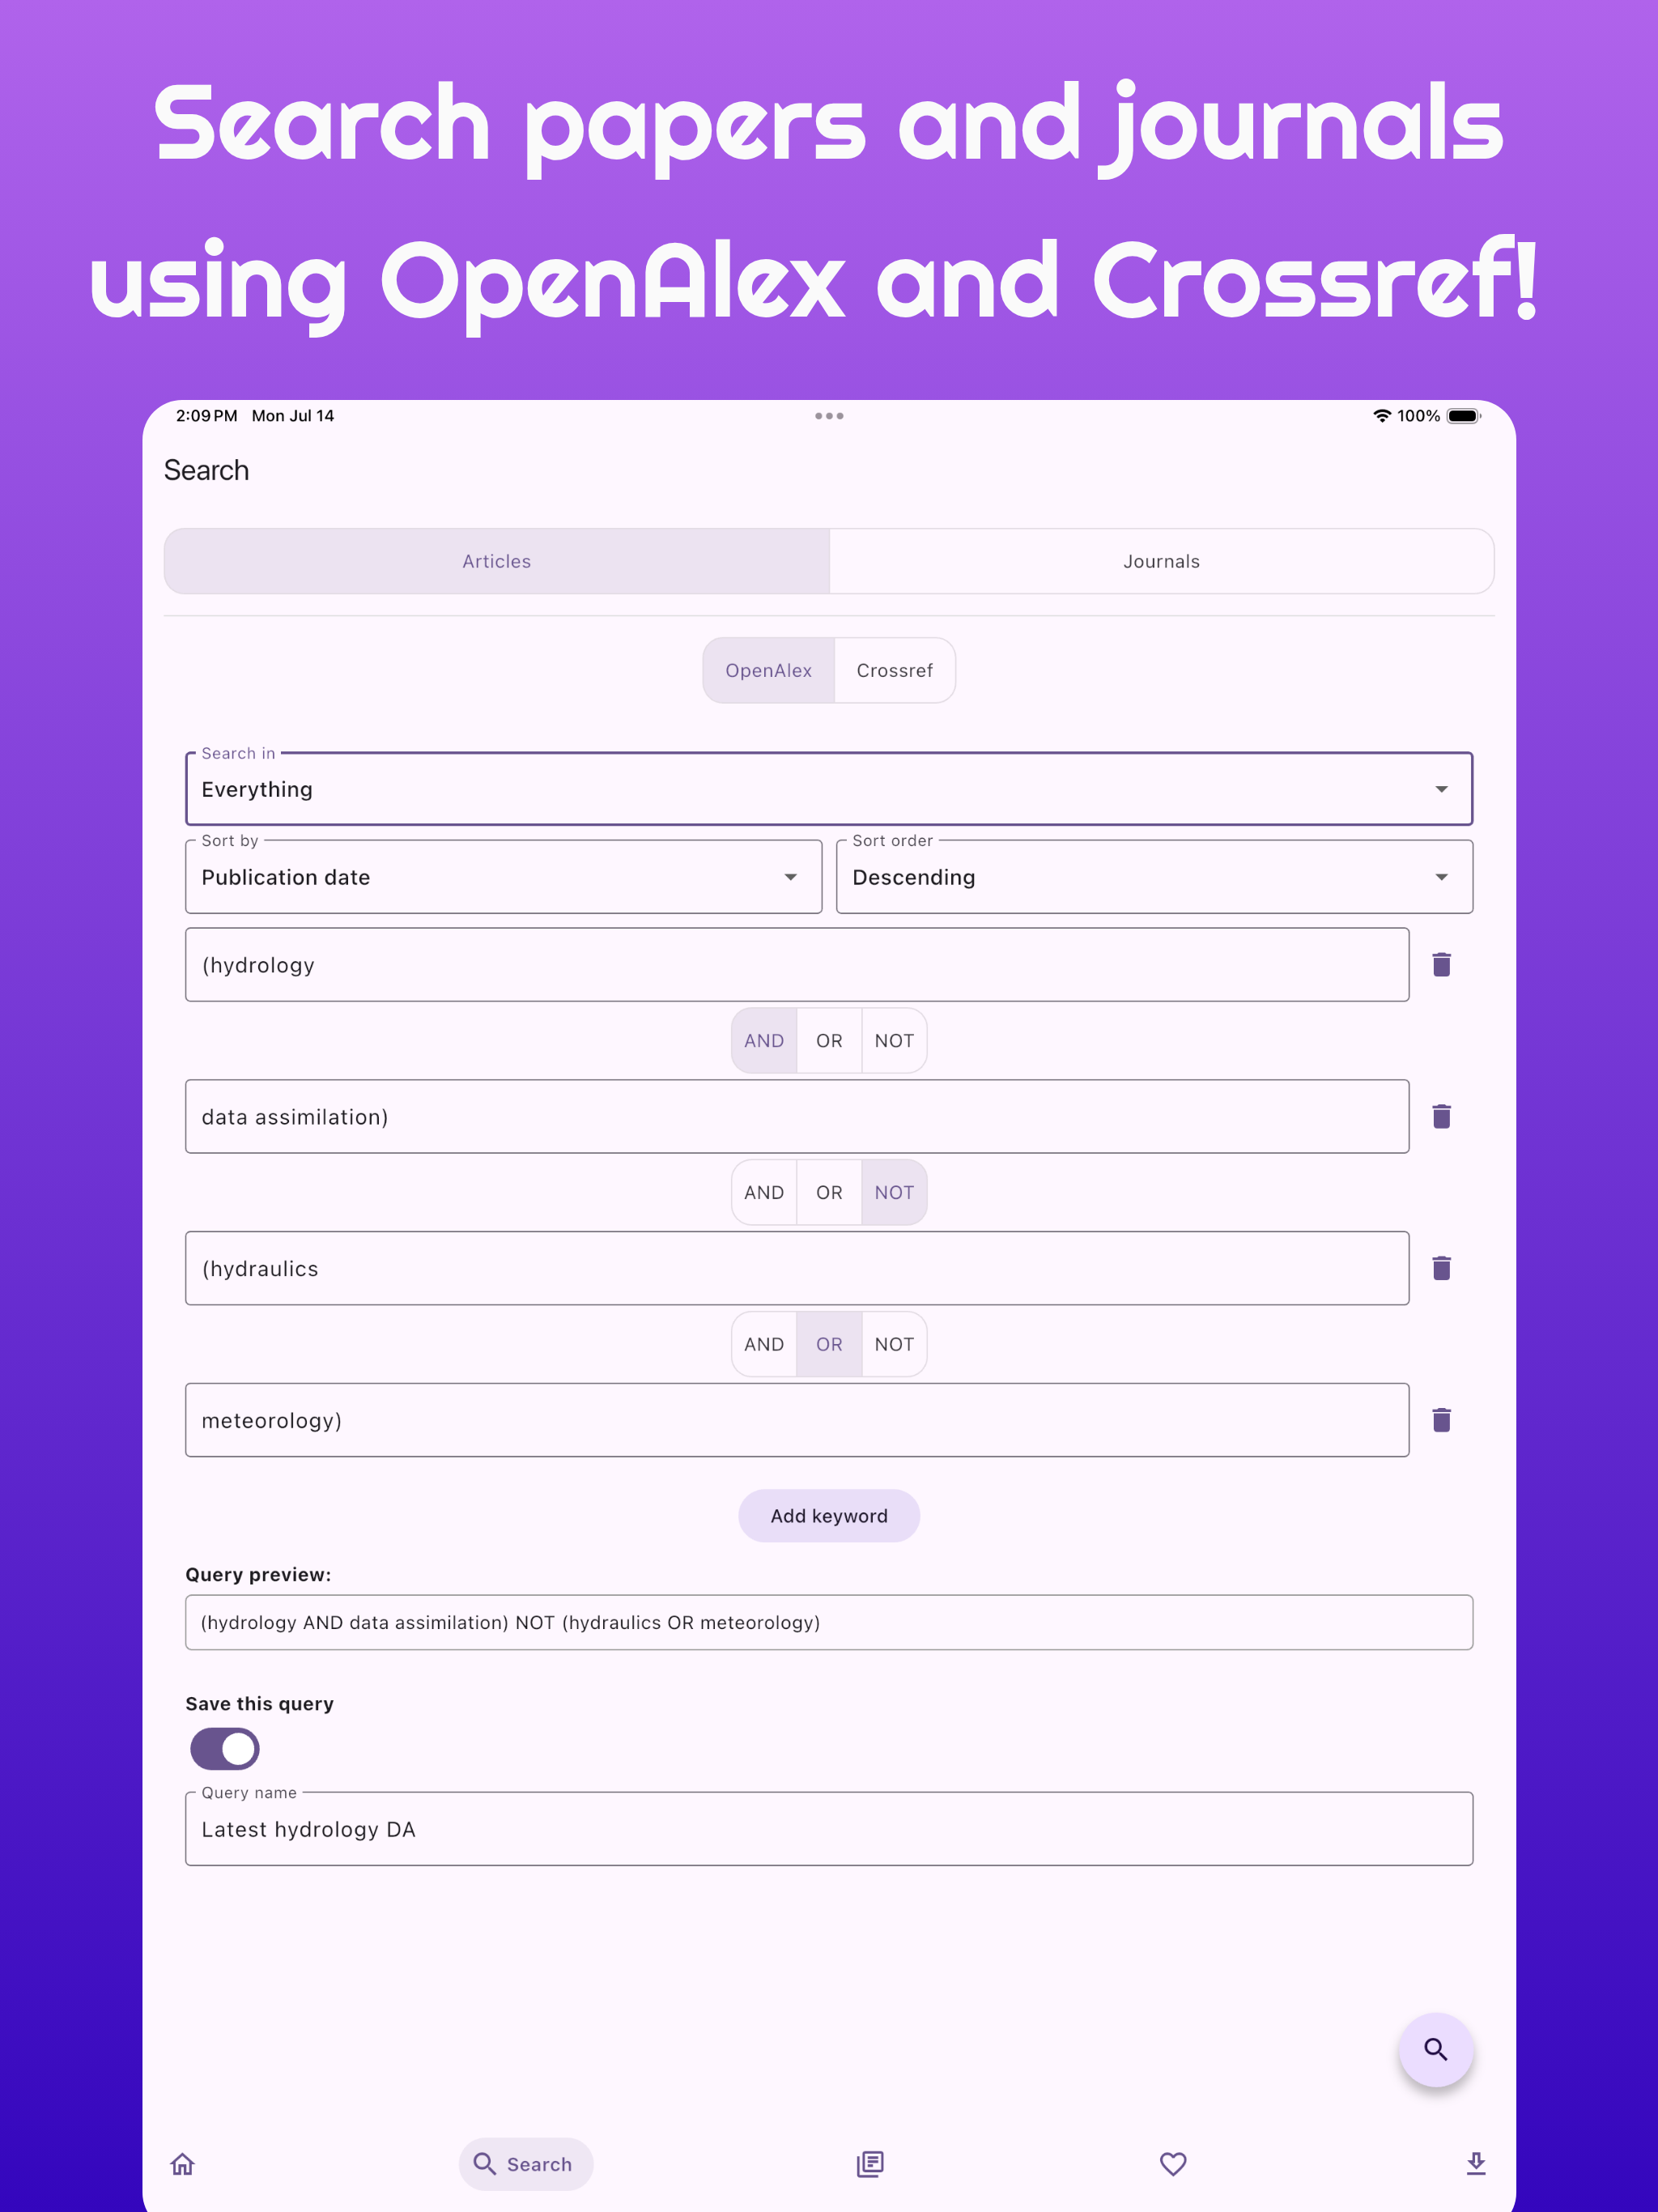 Search papers and journals
using OpenAlex and Crossref!
2:09 PM Mon Jul 14
100%
Search
Articles Journals
OpenAlex Crossref
Search in
Everything
Sort by Sort order
Publication date Descending
(hydrology
AND OR NOT
data assimilation)
AND OR NOT
(hydraulics
AND OR NOT
meteorology)
Add keyword
Query preview:
(hydrology AND data assimilation) NOT (hydraulics OR meteorology)
Save this query
Query name
Latest hydrology DA
Search